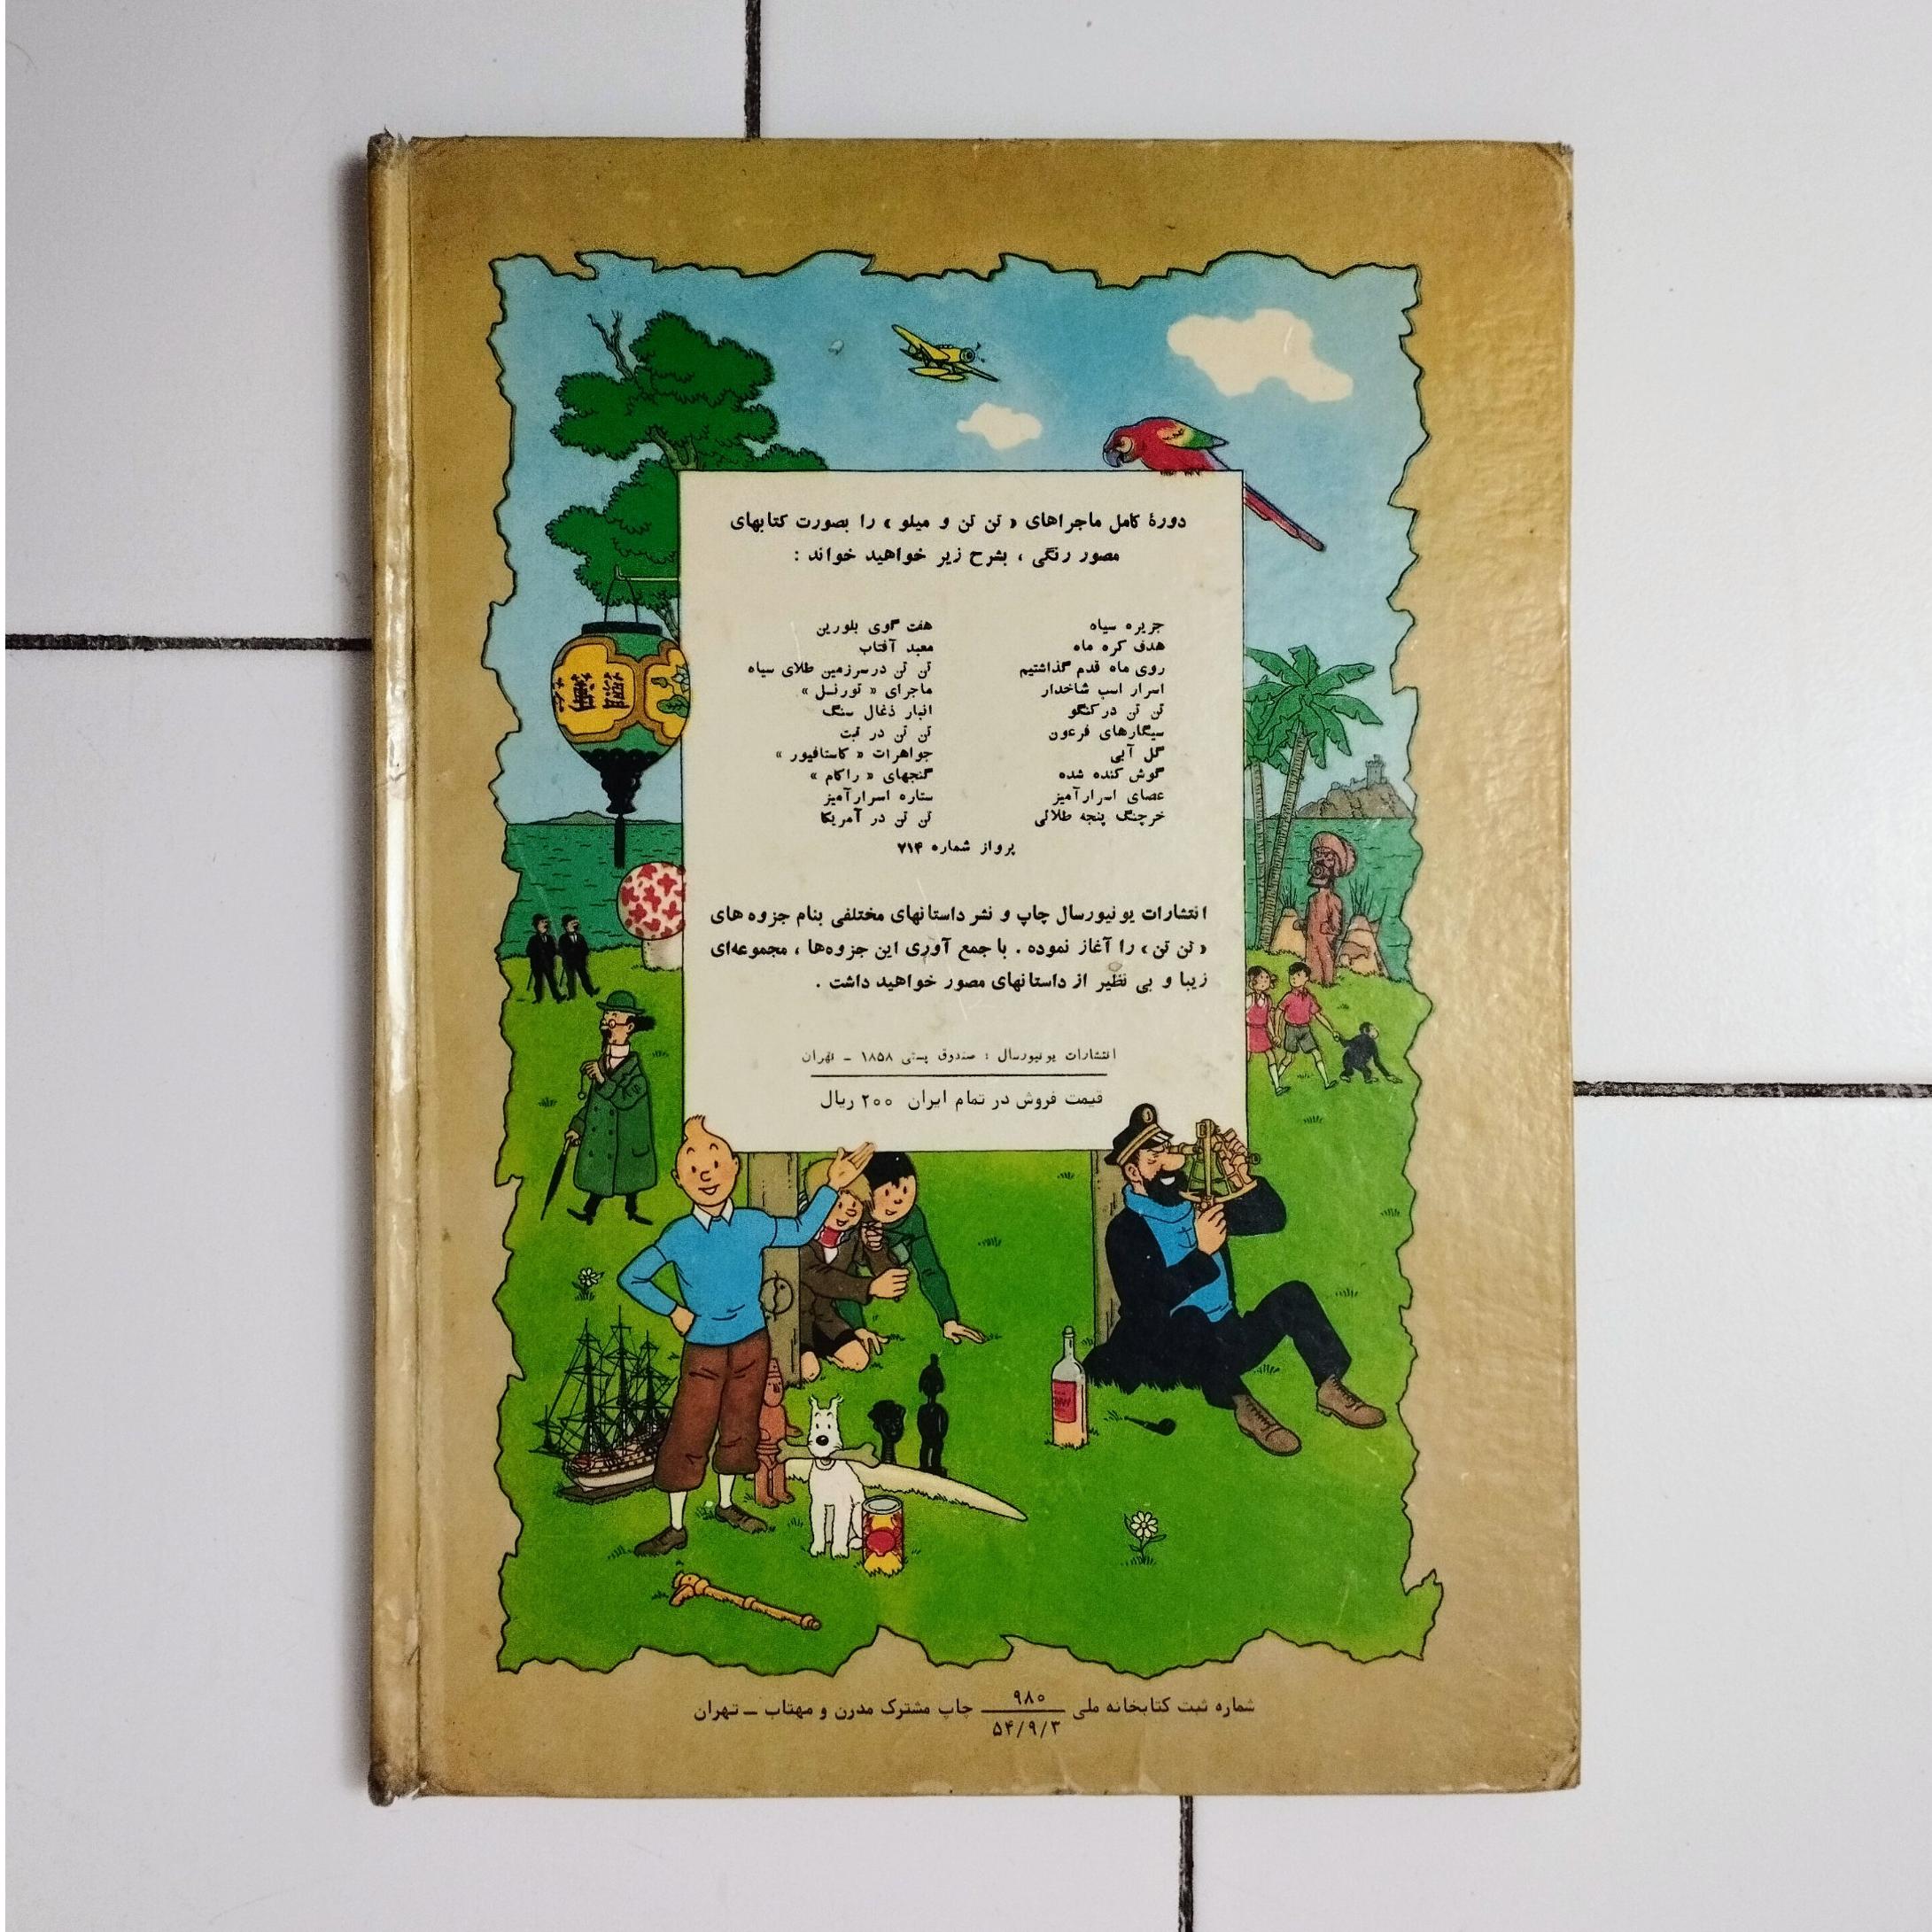 دورهٔ کامل ماجراهای « تن تن و میلو » را بصورت کتابهای
مصور رنگی ، بشرح زیر خواهید خواند :
جزیره سیاه
هدف کره ماه
روی ماه قدم گذاشتیم
اسرار اسب شاخدار
تن تن درکنگو
سیگارهای فرعون
گل آبی
گوش کنده شده
عصای اسرارآمیز
خرچنگ پنجه طلائی
هفت گوی بلورین
معبد آفتاب
تن تن درسرزمین طلای سیاه
ماجرای « تورنسل »
انبار ذغال سنگ
تن تن در تبت
جواهرات « کاستافیور »
گنجهای « راکام »
ستاره اسرارآمیز
تن تن در آمریکا
پرواز شماره ۷۱۴
انتشارات یونیورسال چاپ و نشر داستانهای مختلفی بنام جزوه های
« تن تن » را آغاز نموده . با جمع آوری این جزوه‌ها ، مجموعه‌ای
زیبا و بی نظیر از داستانهای مصور خواهید داشت .
انتشارات یونیورسال : صندوق پستی ۱۸۵۸ ـ تهران
قیمت فروش در تمام ایران ۲۰۰ ریال
شماره ثبت کتابخانه ملی ۹۸۰ ۵۴/۹/۳ چاپ مشترک مدرن و مهتاب ــ تهران